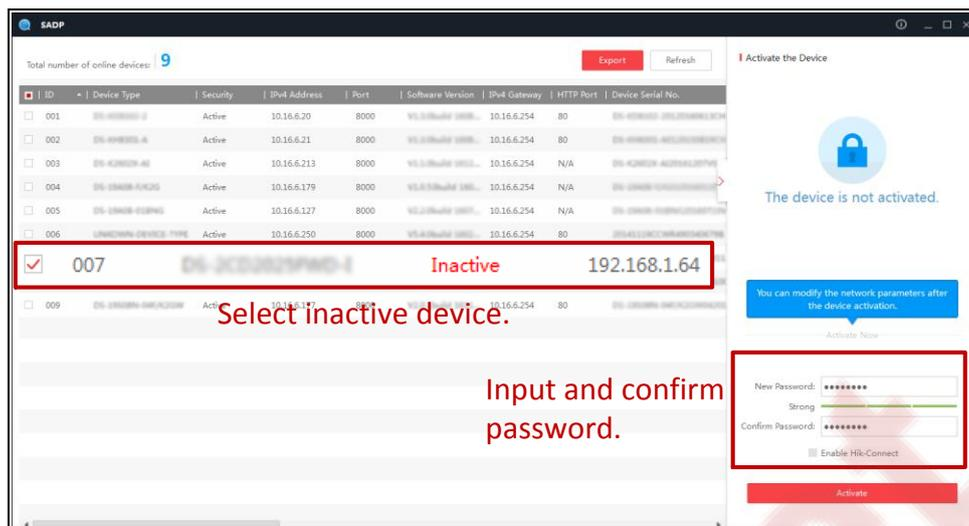 SADP
Total number of online devices: 9
Export Refresh
ID Device Type Security IPv4 Address Port Software Version IPv4 Gateway HTTP Port Device Serial No.
001 Active 10.16.6.20 8000 10.16.6.254 80
002 Active 10.16.6.21 8000 10.16.6.254 80
003 Active 10.16.6.213 8000 10.16.6.254 N/A
004 Active 10.16.6.179 8000 10.16.6.254 N/A
005 Active 10.16.6.127 8000 10.16.6.254 N/A
006 Active 10.16.6.250 8000 10.16.6.254 80
007 Inactive 192.168.1.64
009 10.16.6.254 80
Select inactive device.
Input and confirm
password.
Activate the Device
The device is not activated.
You can modify the network parameters after
the device activation.
Activate Now
New Password: ●●●●●●●●
Strong
Confirm Password: ●●●●●●●●
Enable Hik-Connect
Activate